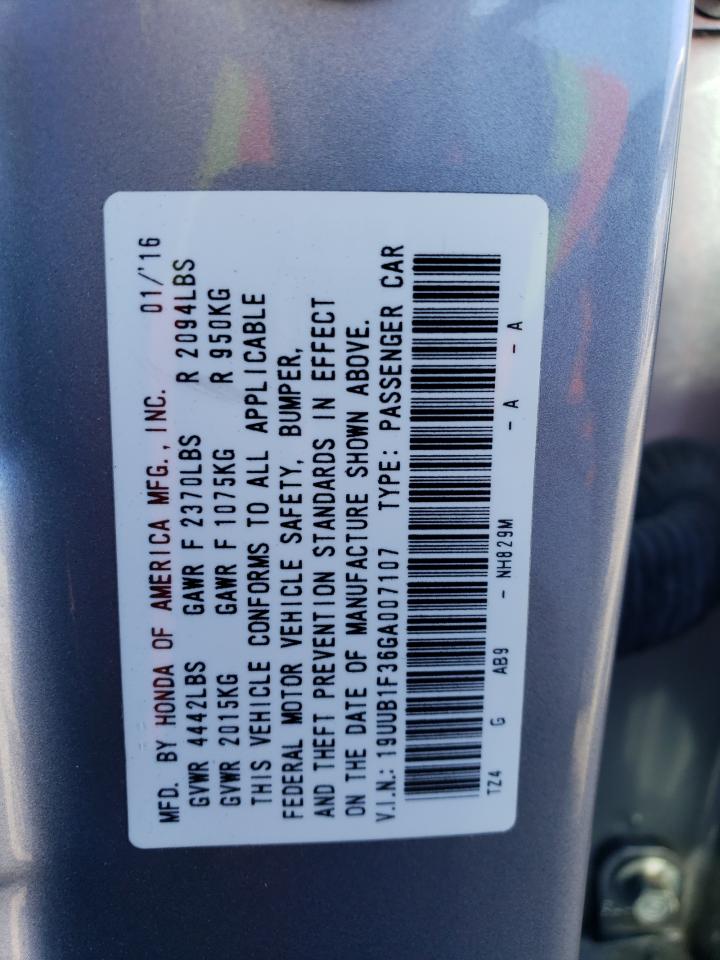 MFD. BY HONDA OF AMERICA MFG., INC. 01/'16
GVWR 4442LBS GAWR F 2370LBS R 2094LBS
GVWR 2015KG GAWR F 1075KG R 950KG
THIS VEHICLE CONFORMS TO ALL APPLICABLE
FEDERAL MOTOR VEHICLE SAFETY, BUMPER,
AND THEFT PREVENTION STANDARDS IN EFFECT
ON THE DATE OF MANUFACTURE SHOWN ABOVE.
V.I.N.: 19UUB1F36GA007107 TYPE: PASSENGER CAR
TZ4 G AB9 - NH829M - A - A